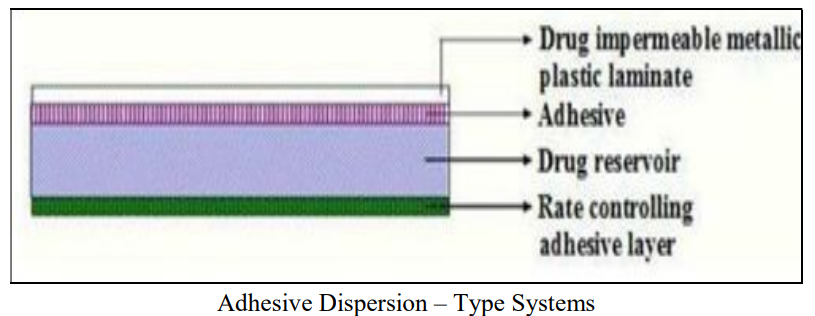 Drug impermeable metallic
plastic laminate
Adhesive
Drug reservoir
Rate controlling
adhesive layer
Adhesive Dispersion – Type Systems